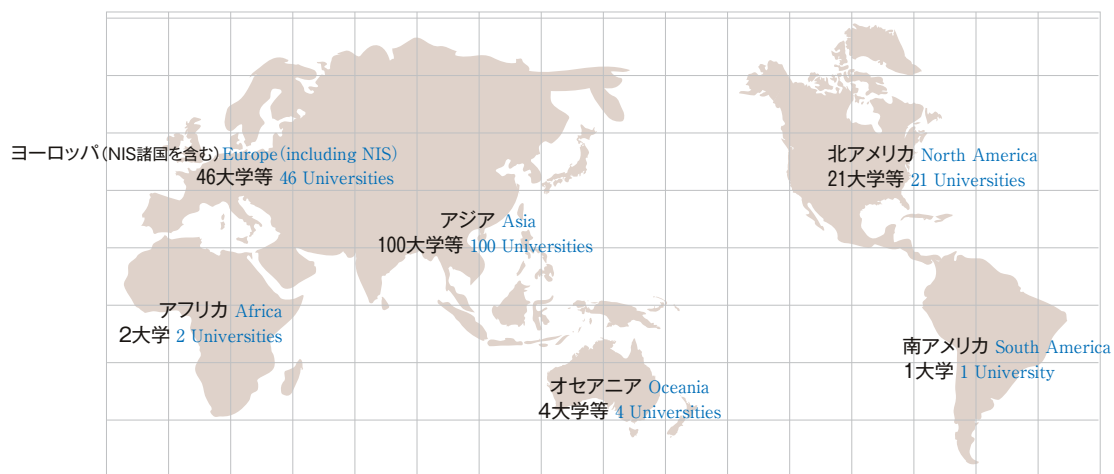 ヨーロッパ（NIS諸国を含む）Europe（including NIS）
46大学等 46 Universities
北アメリカ North America
21大学等 21 Universities
アジア Asia
100大学等 100 Universities
アフリカ Africa
2大学 2 Universities
南アメリカ South America
1大学 1 University
オセアニア Oceania
4大学等 4 Universities